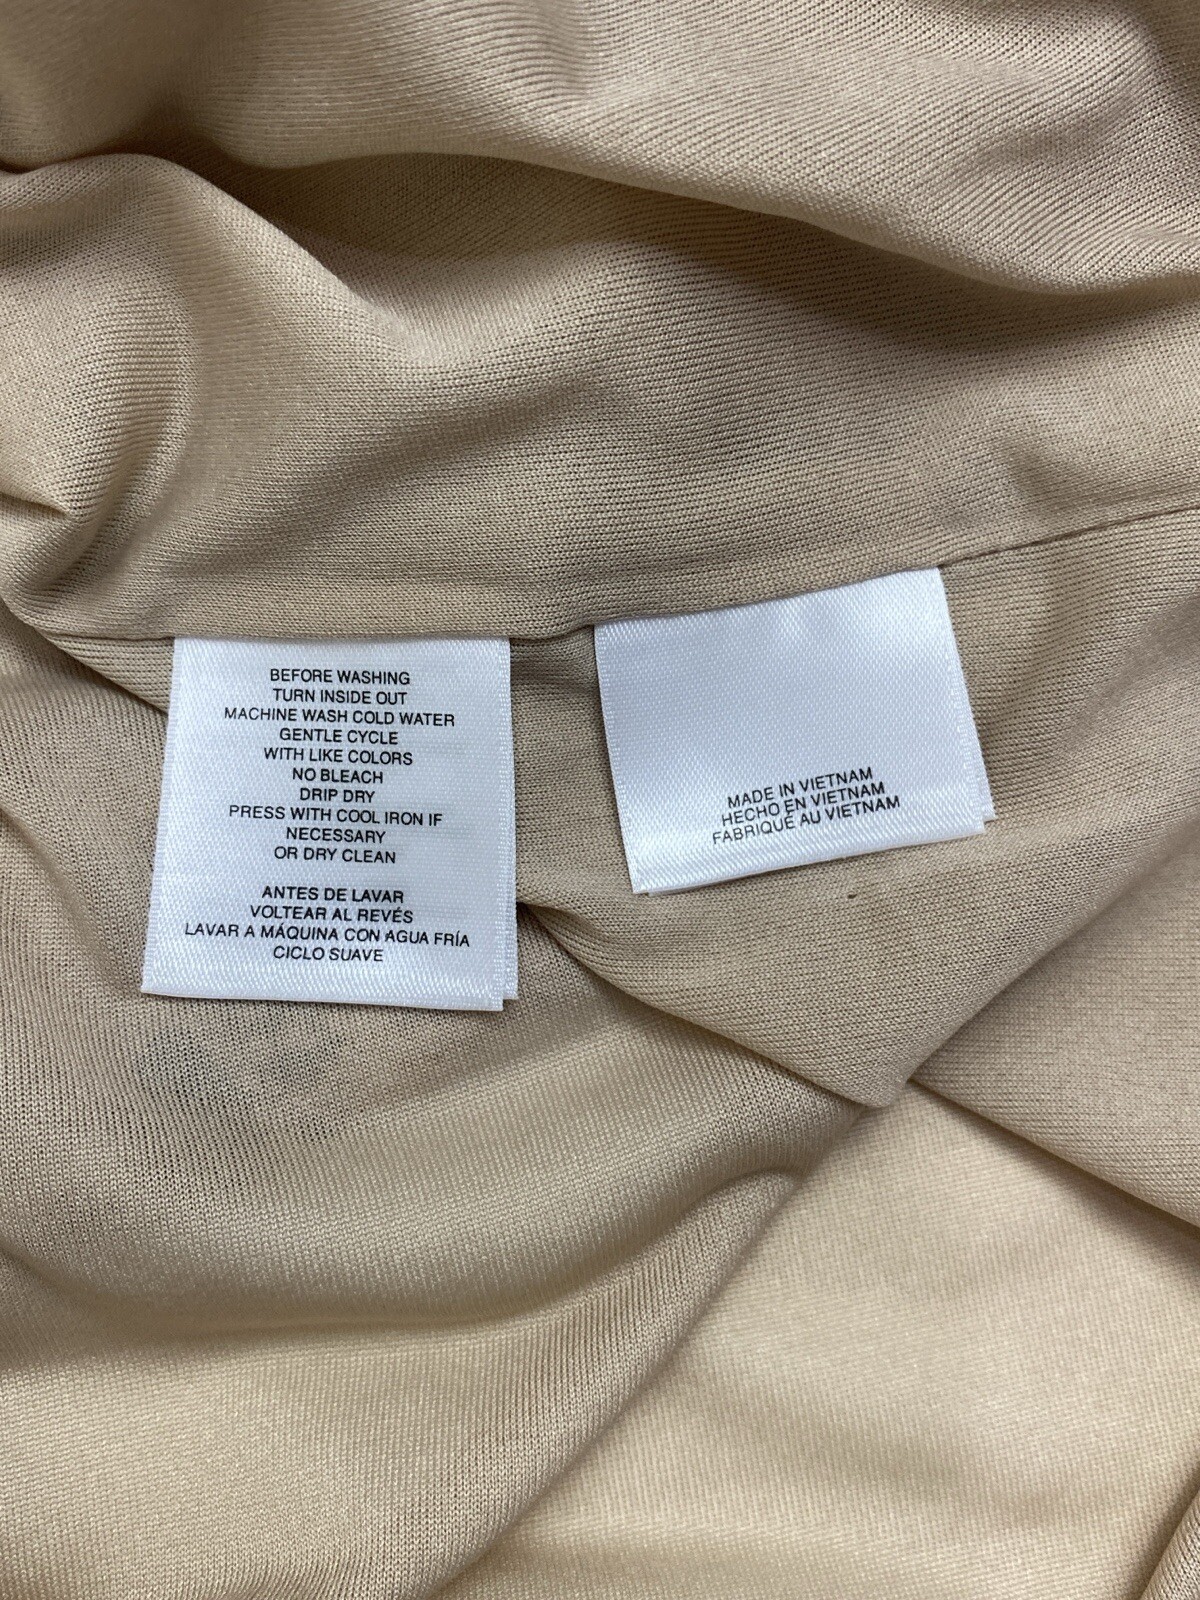 BEFORE WASHING
TURN INSIDE OUT
MACHINE WASH COLD WATER
GENTLE CYCLE
WITH LIKE COLORS
NO BLEACH
DRIP DRY
PRESS WITH COOL IRON IF
NECESSARY
OR DRY CLEAN
ANTES DE LAVAR
VOLTEAR AL REVÉS
LAVAR A MÁQUINA CON AGUA FRÍA
CICLO SUAVE
MADE IN VIETNAM
HECHO EN VIETNAM
FABRIQUÉ AU VIETNAM